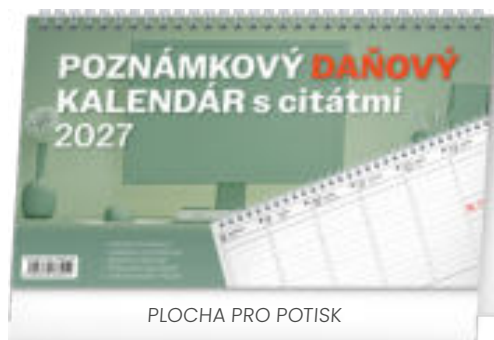 POZNÁMKOVÝ DAŇOVÝ
KALENDÁR s citátmi
2027
PLOCHA PRO POTISK